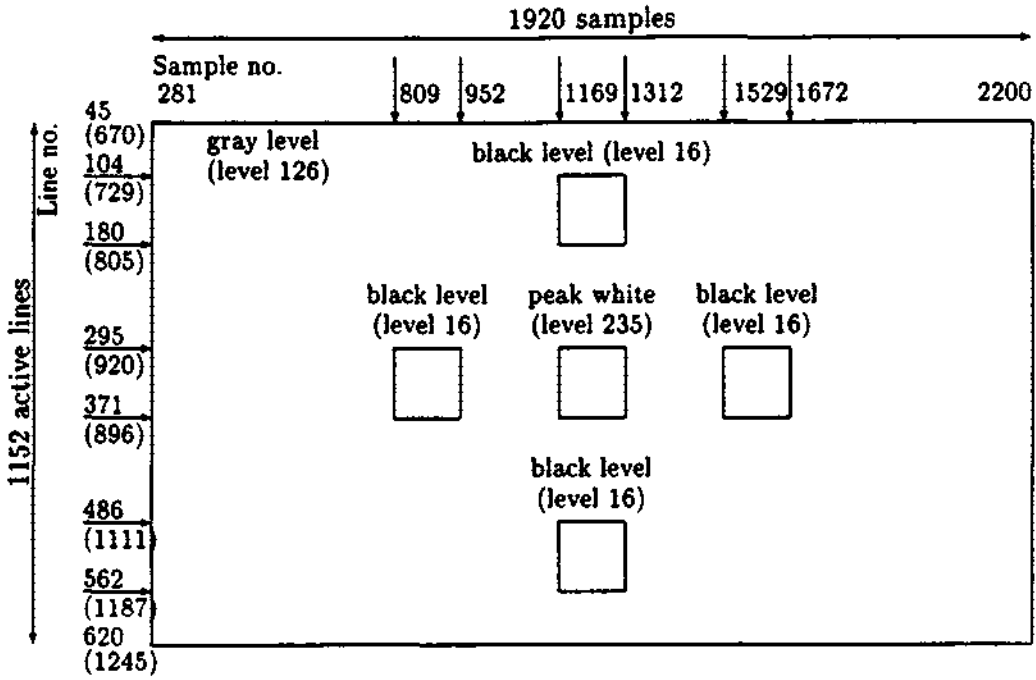 1920 samples
Sample no.
281 809 952 1169 1312 1529 1672 2200
Line no.
45
(670)
gray level
(level 126)
black level (level 16)
104
(729)
180
(805)
1152 active lines
black level
(level 16)
peak white
(level 235)
black level
(level 16)
295
(920)
371
(896)
black level
(level 16)
486
(1111)
562
(1187)
620
(1245)